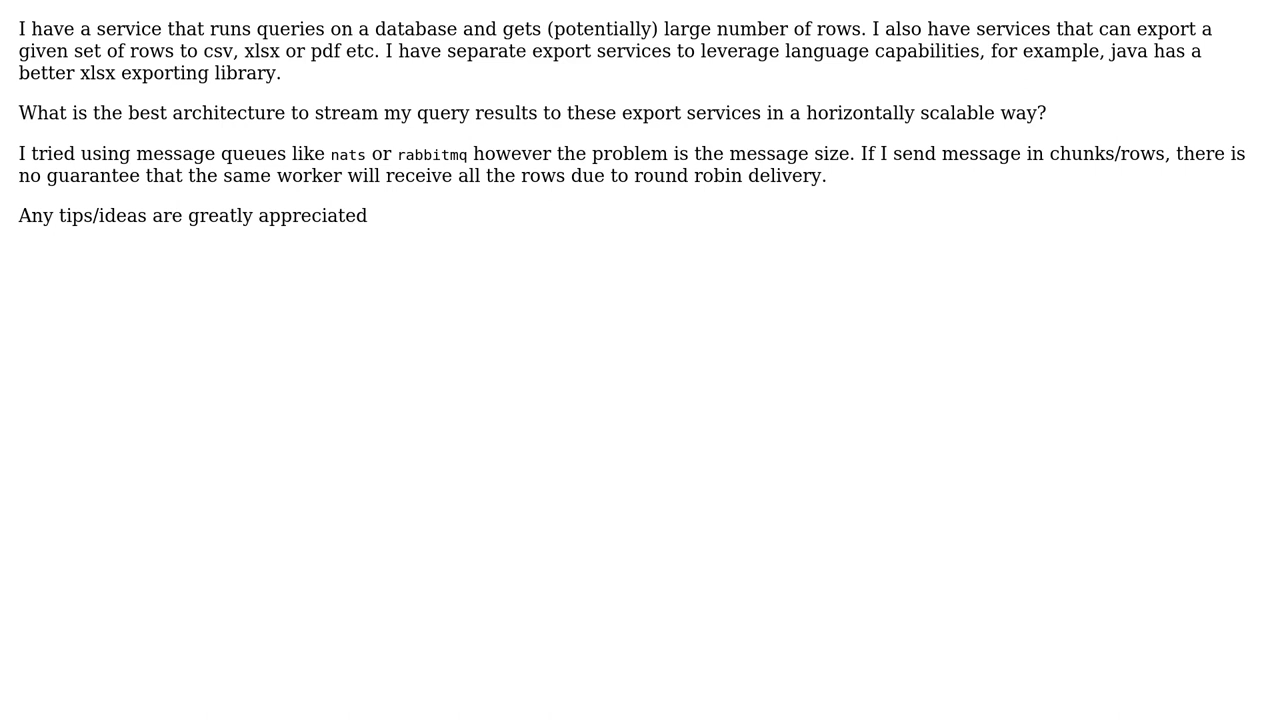 I have a service that runs queries on a database and gets (potentially) large number of rows. I also have services that can export a
given set of rows to csv, xlsx or pdf etc. I have separate export services to leverage language capabilities, for example, java has a
better xlsx exporting library.
What is the best architecture to stream my query results to these export services in a horizontally scalable way?
I tried using message queues like nats or rabbitmq however the problem is the message size. If I send message in chunks/rows, there is
no guarantee that the same worker will receive all the rows due to round robin delivery.
Any tips/ideas are greatly appreciated